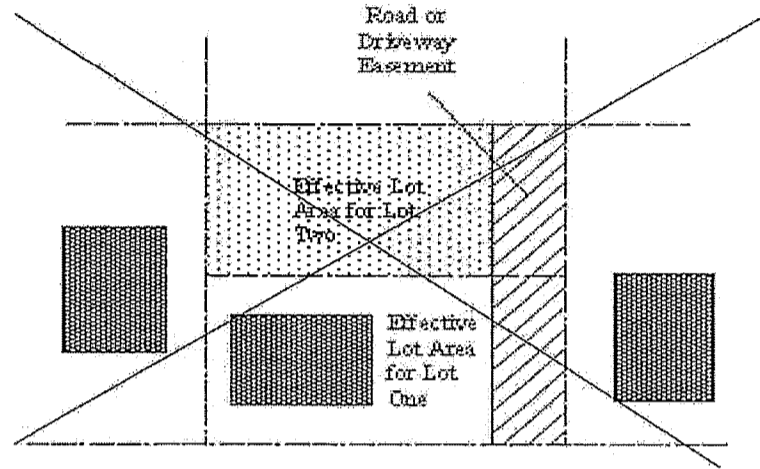 Road or
Driveway
Easement
Effective Lot
Area for Lot
Two
Effective
Lot Area
for Lot
One